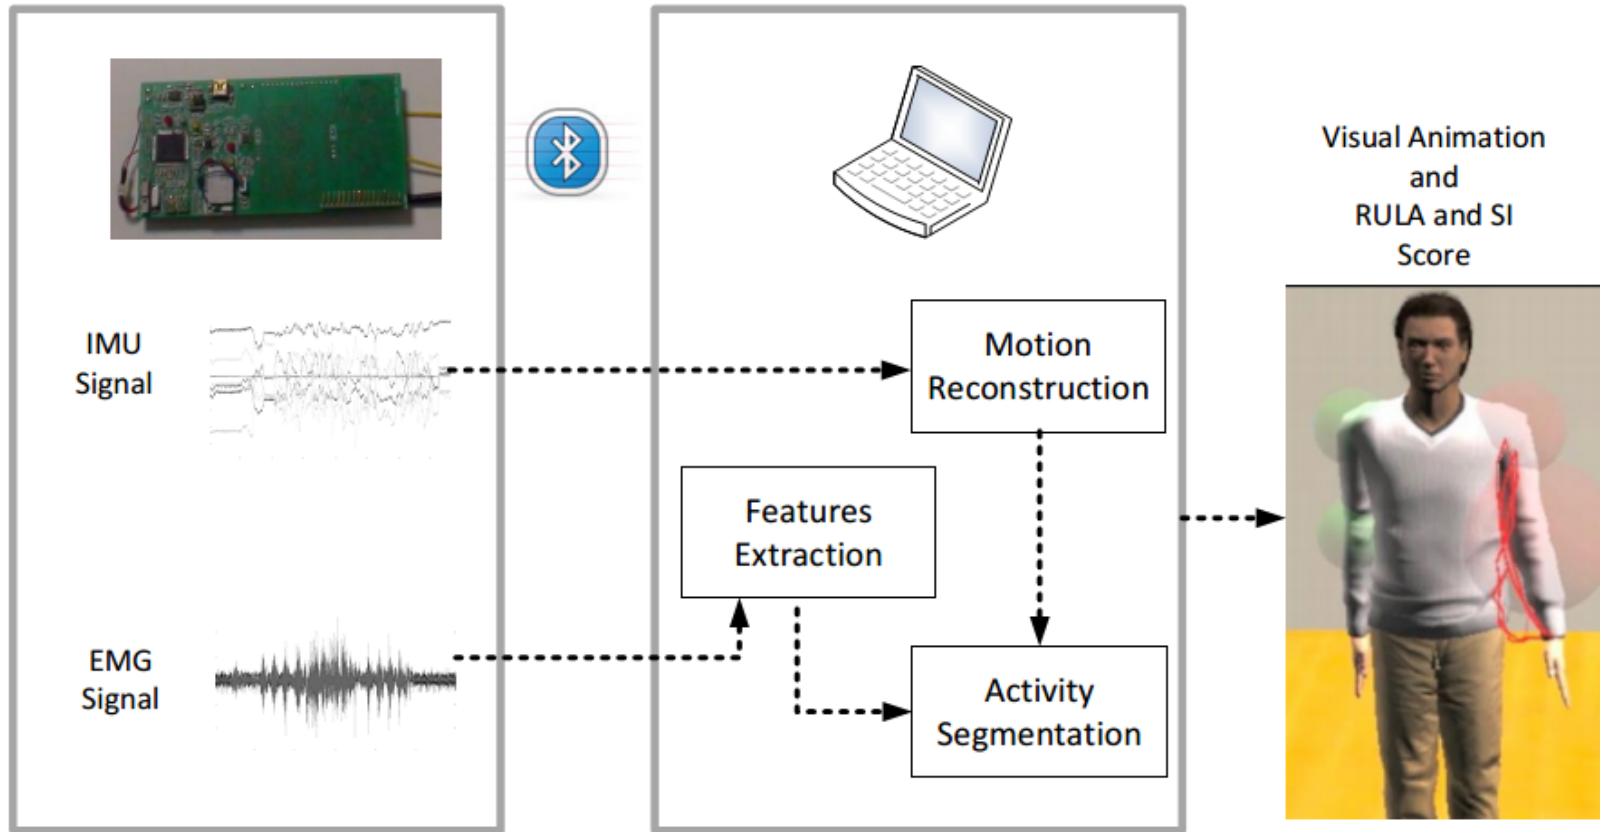 IMU
Signal
EMG
Signal
Motion
Reconstruction
Features
Extraction
Activity
Segmentation
Visual Animation
and
RULA and SI
Score